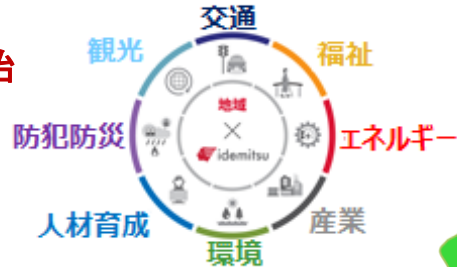 交通
観光
福祉
治
地域
×
idemitsu
防犯防災
エネルギー
人材育成
産業
環境